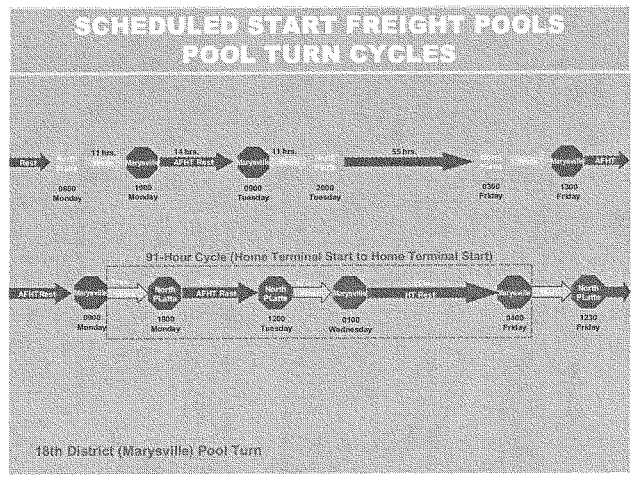 SCHEDULED START FREIGHT POOLS
POOL TURN CYCLES
11 hrs. 14 hrs. 11 hrs. 55 hrs.
Rest Marysville AFHT Rest Marysville Marysville AFHT
0800 1900 0900 2000 0300 1300
Monday Monday Tuesday Tuesday Friday Friday
91-Hour Cycle (Home Terminal Start to Home Terminal Start)
AFHT Rest Marysville North Platte AFHT Rest North Platte Marysville HT Rest Marysville North Platte
0900 1800 1200 0100 0400 1230
Monday Monday Tuesday Wednesday Friday Friday
18th District (Marysville) Pool Turn